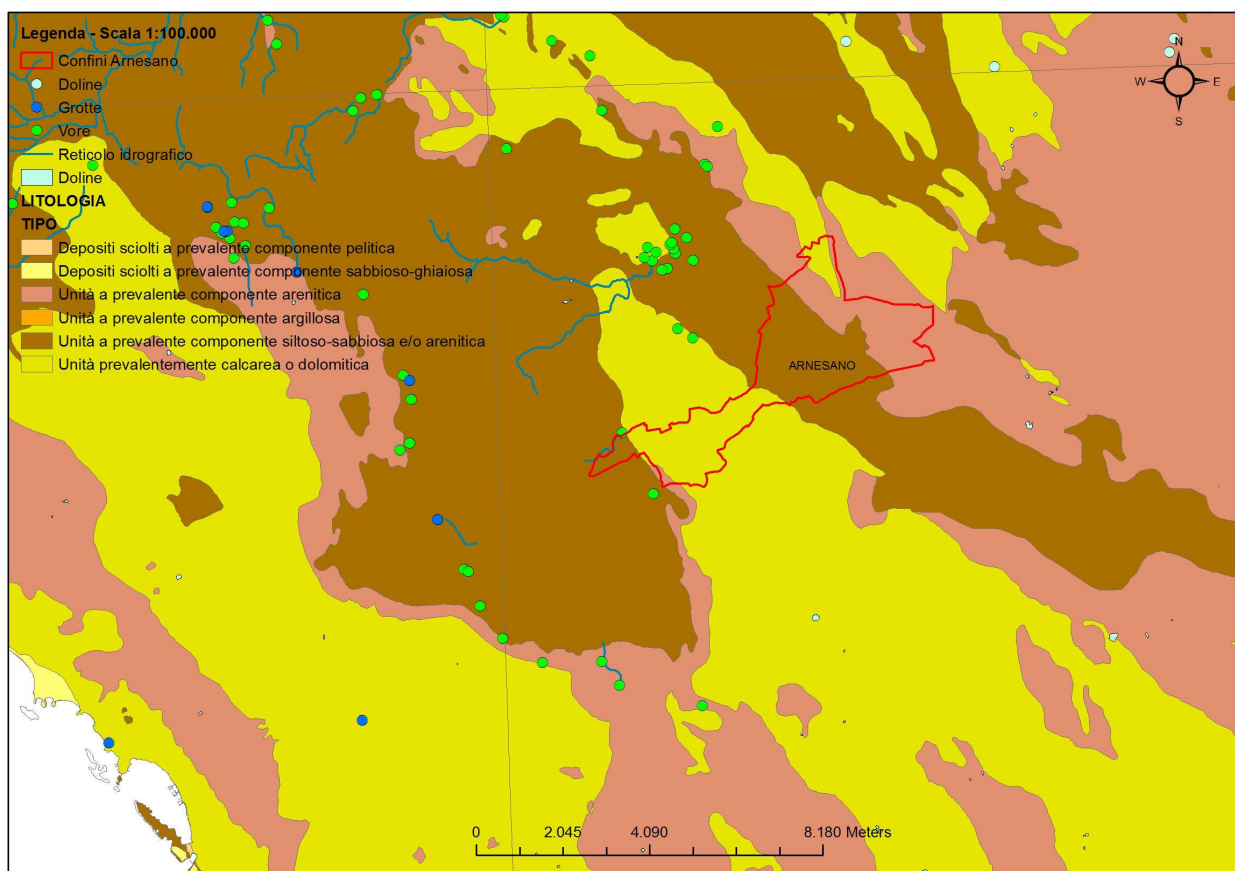 Legenda - Scala 1:100.000
Confini Arnesano
Doline
Grotte
Vore
Reticolo idrografico
Doline
LITOLOGIA
TIPO
Depositi sciolti a prevalento componente pelitica
Depositi sciolti a prevalente componente sabbioso-ghiaiosa
Unità a prevalente componente arenitica
Unità a prevalente componente argillosa
Unità a prevalente componente siltoso-sabbiosa e/o arenitica
Unità prevalentemente calcarea o dolomitica
N
W E
S
ARNESANO
0 2.045 4.090 8.180 Meters